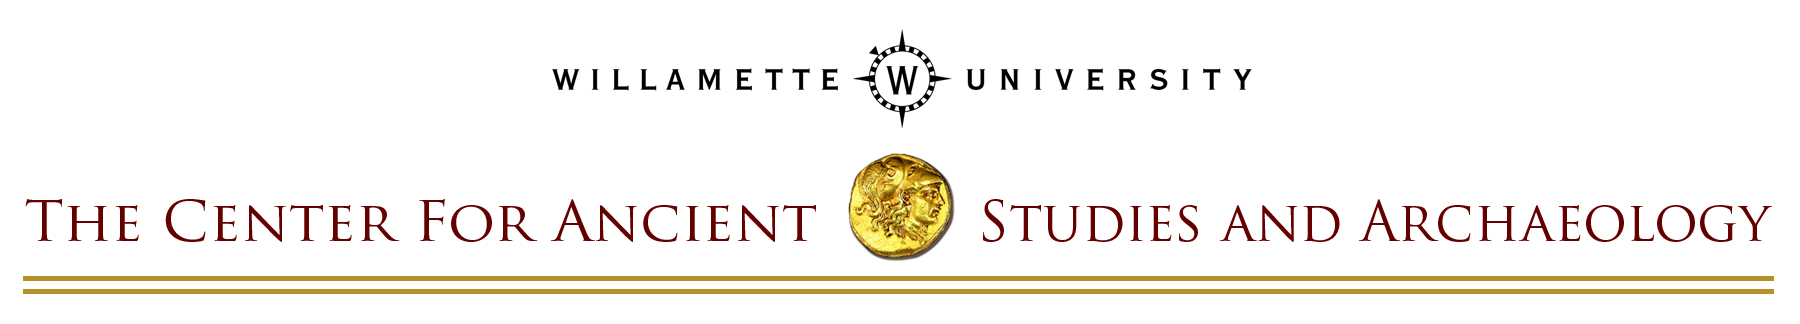 WILLAMETTE W UNIVERSITY
THE CENTER FOR ANCIENT STUDIES AND ARCHAEOLOGY